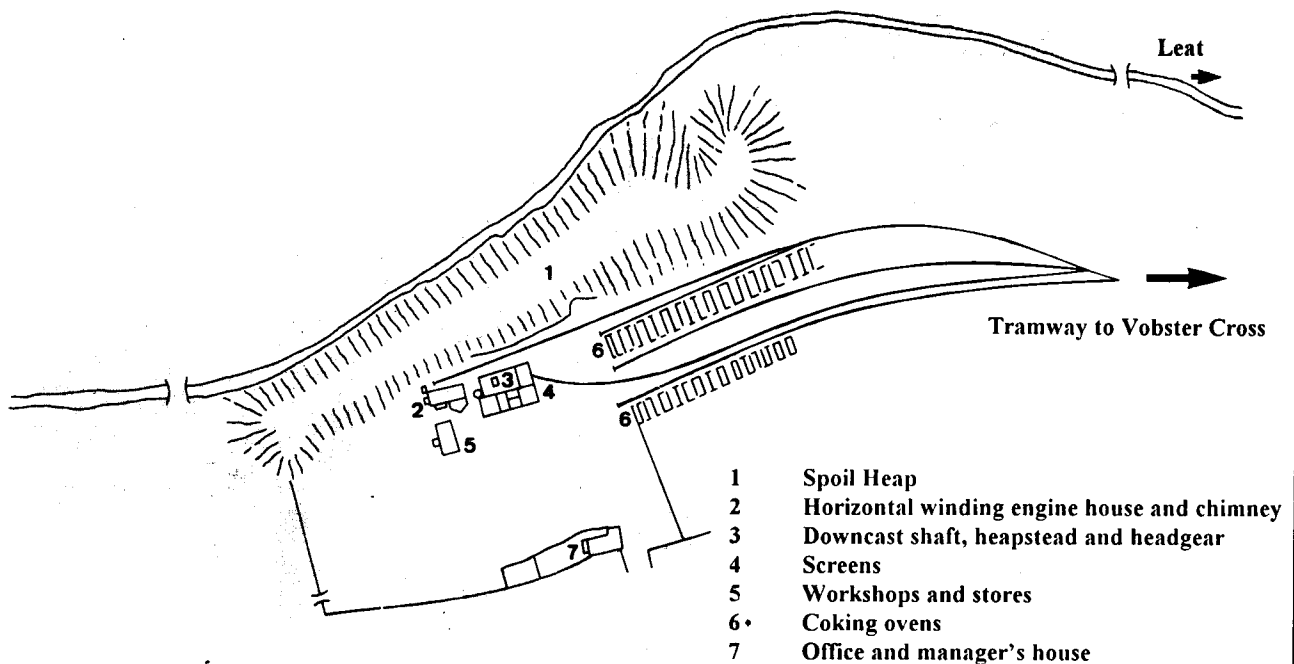 Leat
1
Tramway to Vobster Cross
6
3
4
2
6
5
7
1 Spoil Heap
2 Horizontal winding engine house and chimney
3 Downcast shaft, heapstead and headgear
4 Screens
5 Workshops and stores
6 Coking ovens
7 Office and manager's house